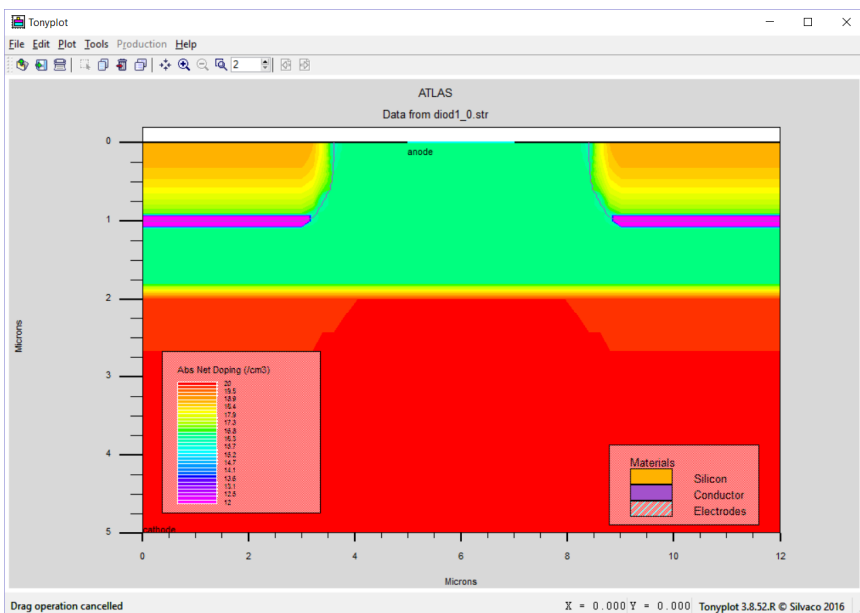 Tonyplot
File Edit Plot Tools Production Help
2
ATLAS
Data from diod1_0.str
0
anode
1
2
3
4
5
Microns
Abs Net Doping (/cm3)
20
19.5
18.9
18.4
17.9
17.3
16.8
16.3
15.7
15.2
14.7
14.1
13.6
13.1
12.5
12
Materials
Silicon
Conductor
Electrodes
cathode
0 2 4 6 8 10 12
Microns
Drag operation cancelled
X = 0.000 Y = 0.000 Tonyplot 3.8.52.R © Silvaco 2016